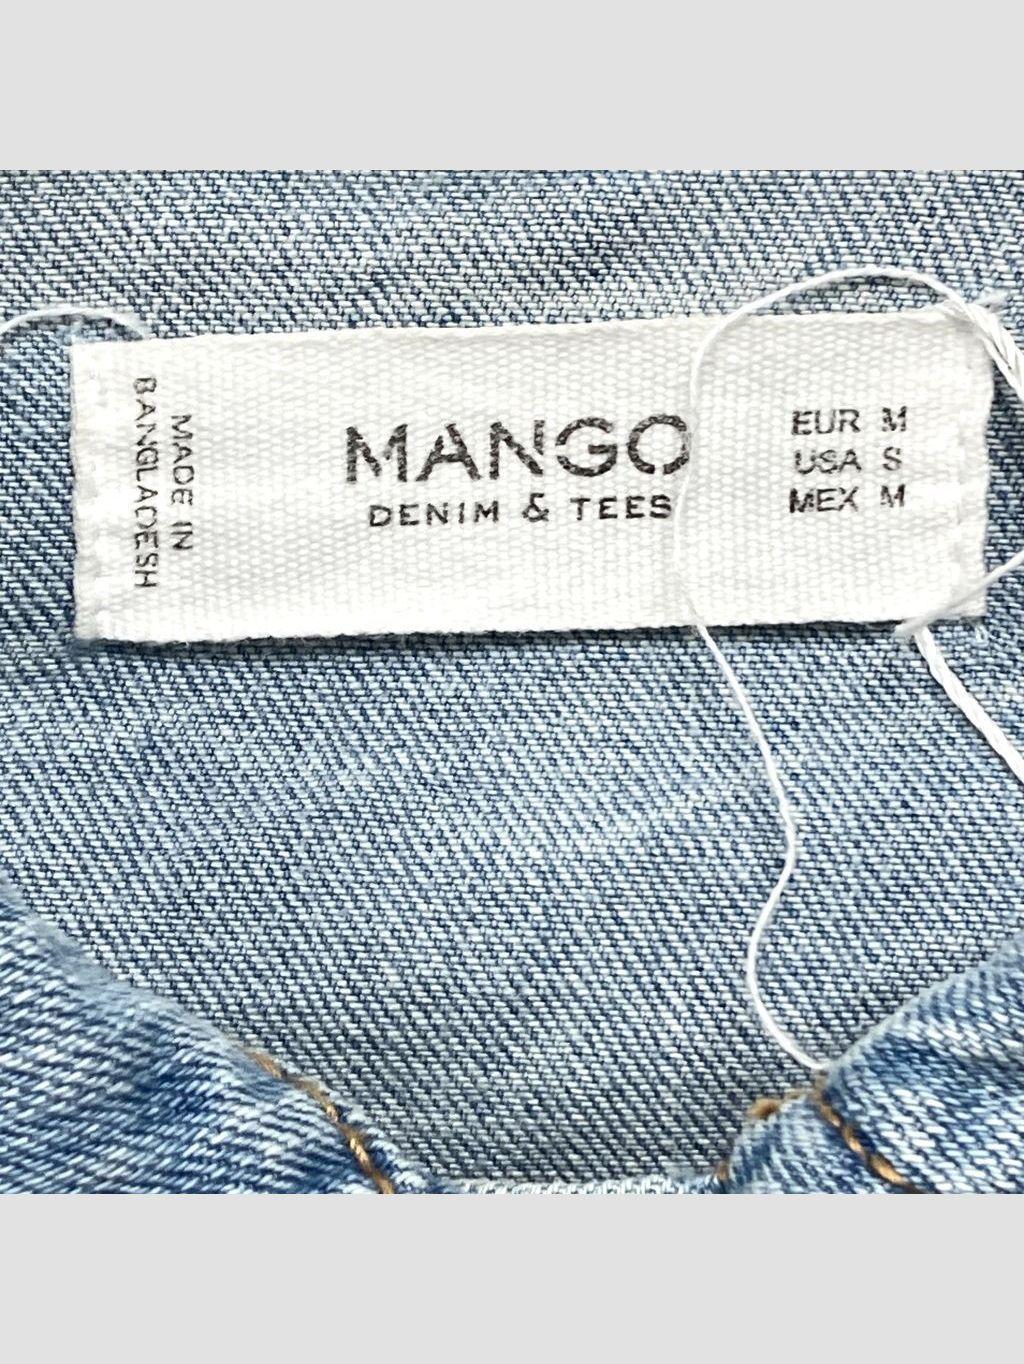 MADE IN
BANGLADESH
MANGO
DENIM & TEES
EUR M
USA S
MEX M